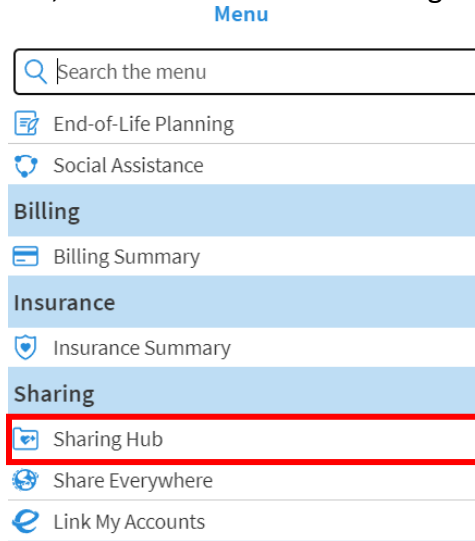 Menu
Search the menu
End-of-Life Planning
Social Assistance
Billing
Billing Summary
Insurance
Insurance Summary
Sharing
Sharing Hub
Share Everywhere
Link My Accounts